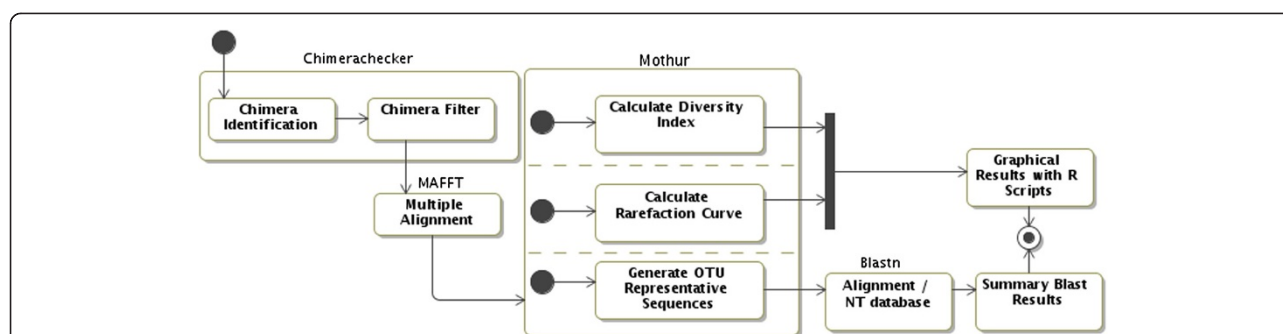 Chimerachecker
Chimera
Identification
Chimera Filter
MAFFT
Multiple
Alignment
Mothur
Calculate Diversity
Index
Calculate
Rarefaction Curve
Generate OTU
Representative
Sequences
Blastn
Alignment /
NT database
Summary Blast
Results
Graphical
Results with R
Scripts